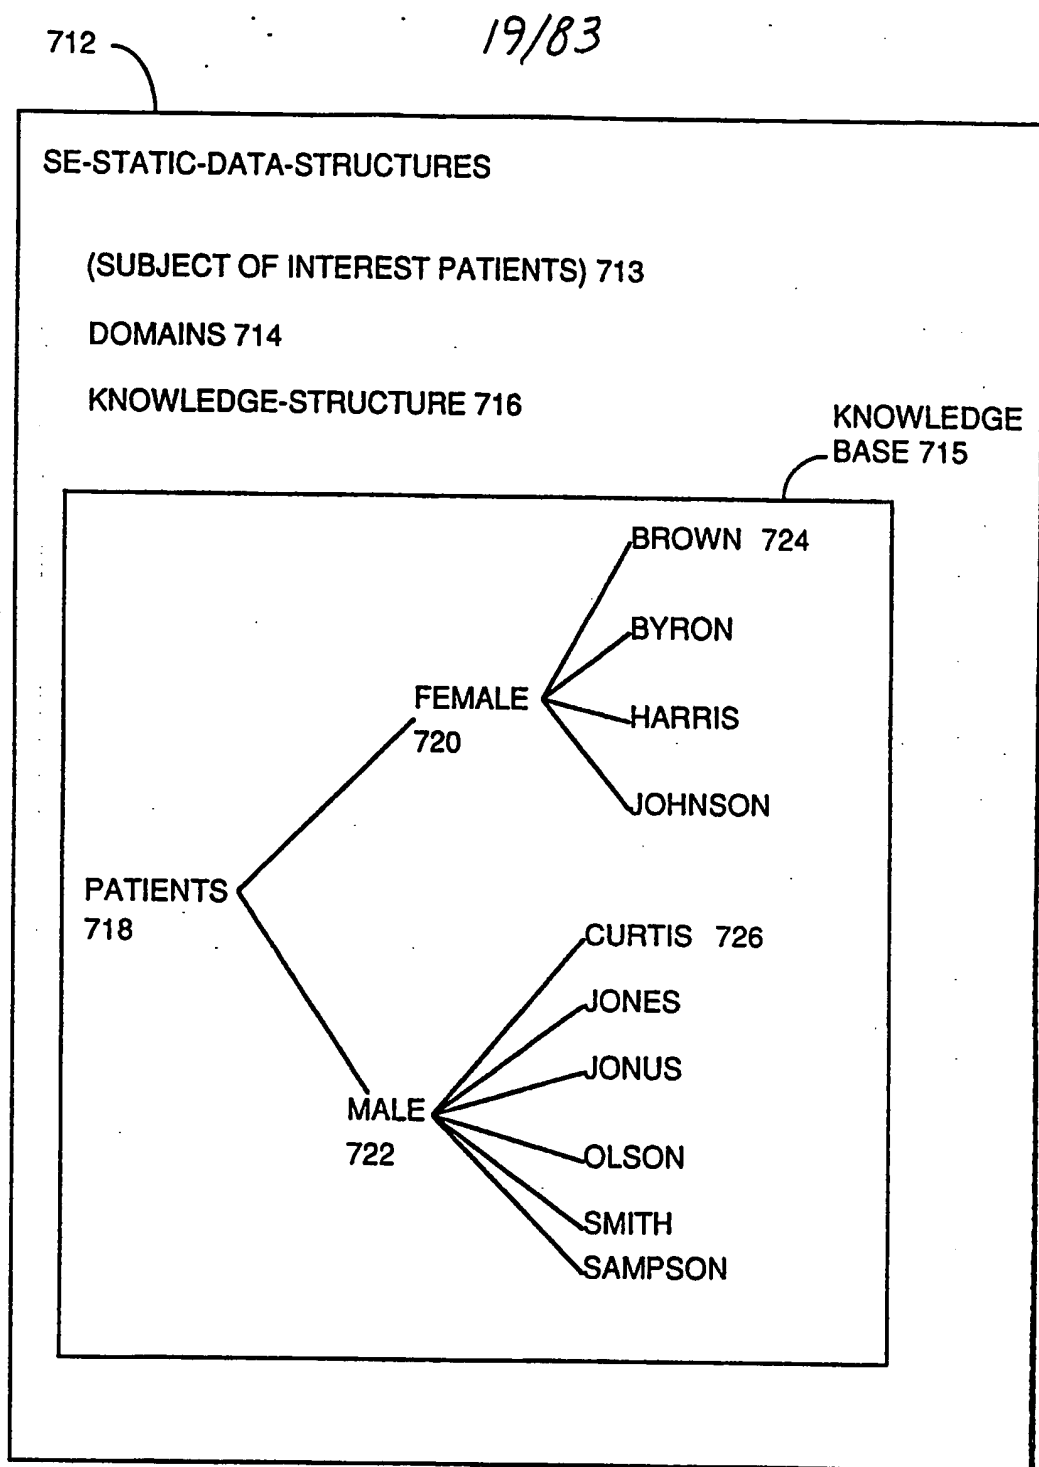 19/83
712
SE-STATIC-DATA-STRUCTURES
(SUBJECT OF INTEREST PATIENTS) 713
DOMAINS 714
KNOWLEDGE-STRUCTURE 716
KNOWLEDGE
BASE 715
BROWN 724
BYRON
FEMALE
720
HARRIS
JOHNSON
PATIENTS
718
CURTIS 726
JONES
JONUS
MALE
722
OLSON
SMITH
SAMPSON